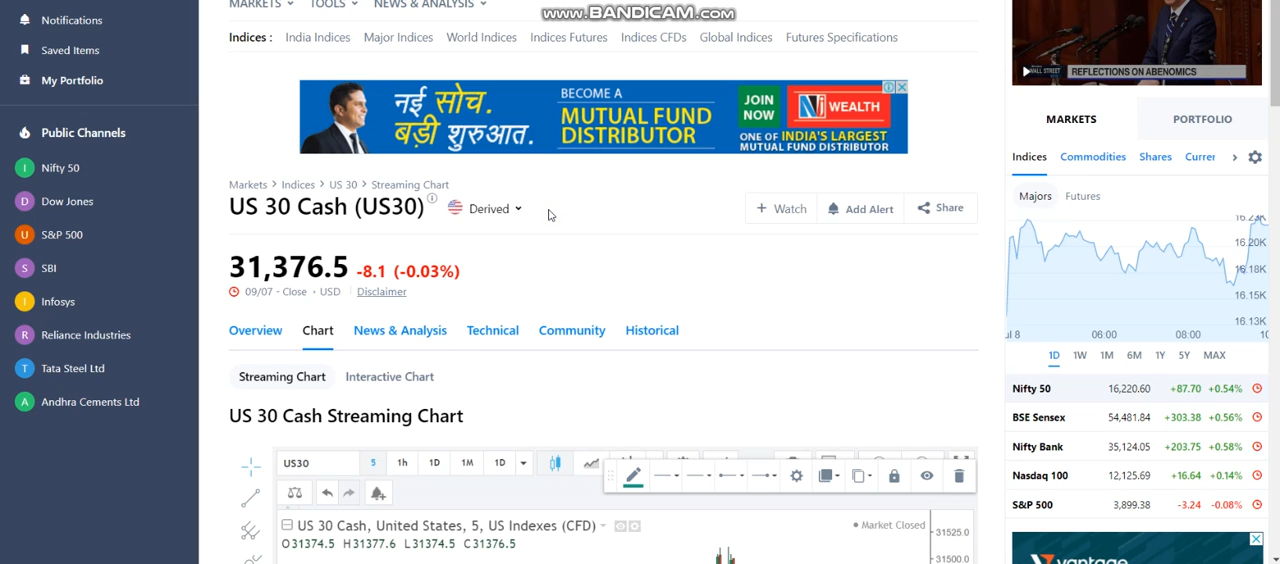 Notifications
Saved Items
My Portfolio
Public Channels
Nifty 50
Dow Jones
S&P 500
SBI
Infosys
Reliance Industries
Tata Steel Ltd
Andhra Cements Ltd
MARKETS TOOLS NEWS & ANALYSIS
www.BANDICAM.com
Indices : India Indices Major Indices World Indices Indices Futures Indices CFDs Global Indices Futures Specifications
नई सोच.
बड़ी शुरुआत.
BECOME A
MUTUAL FUND
DISTRIBUTOR
JOIN
NOW
NJ WEALTH
ONE OF INDIA'S LARGEST
MUTUAL FUND DISTRIBUTOR
Markets Indices US 30 Streaming Chart
US 30 Cash (US30) Derived
Watch Add Alert Share
31,376.5 -8.1 (-0.03%)
09/07 - Close • USD Disclaimer
Overview Chart News & Analysis Technical Community Historical
Streaming Chart Interactive Chart
US 30 Cash Streaming Chart
US30 5 1h 1D 1M 1D
US 30 Cash, United States, 5, US Indexes (CFD)
O31374.5 H31377.6 L31374.5 C31376.5
Market Closed
31525.0
31500.0
WALL STREET
REFLECTIONS ON ABENOMICS
MARKETS PORTFOLIO
Indices Commodities Shares Currer
Majors Futures
16.23K
16.20K
16.18K
16.15K
16.13K
06:00 08:00
1D 1W 1M 6M 1Y 5Y MAX
Nifty 50 16,220.60 +87.70 +0.54%
BSE Sensex 54,481.84 +303.38 +0.56%
Nifty Bank 35,124.05 +203.75 +0.58%
Nasdaq 100 12,125.69 +16.64 +0.14%
S&P 500 3,899.38 -3.24 -0.08%
vantage